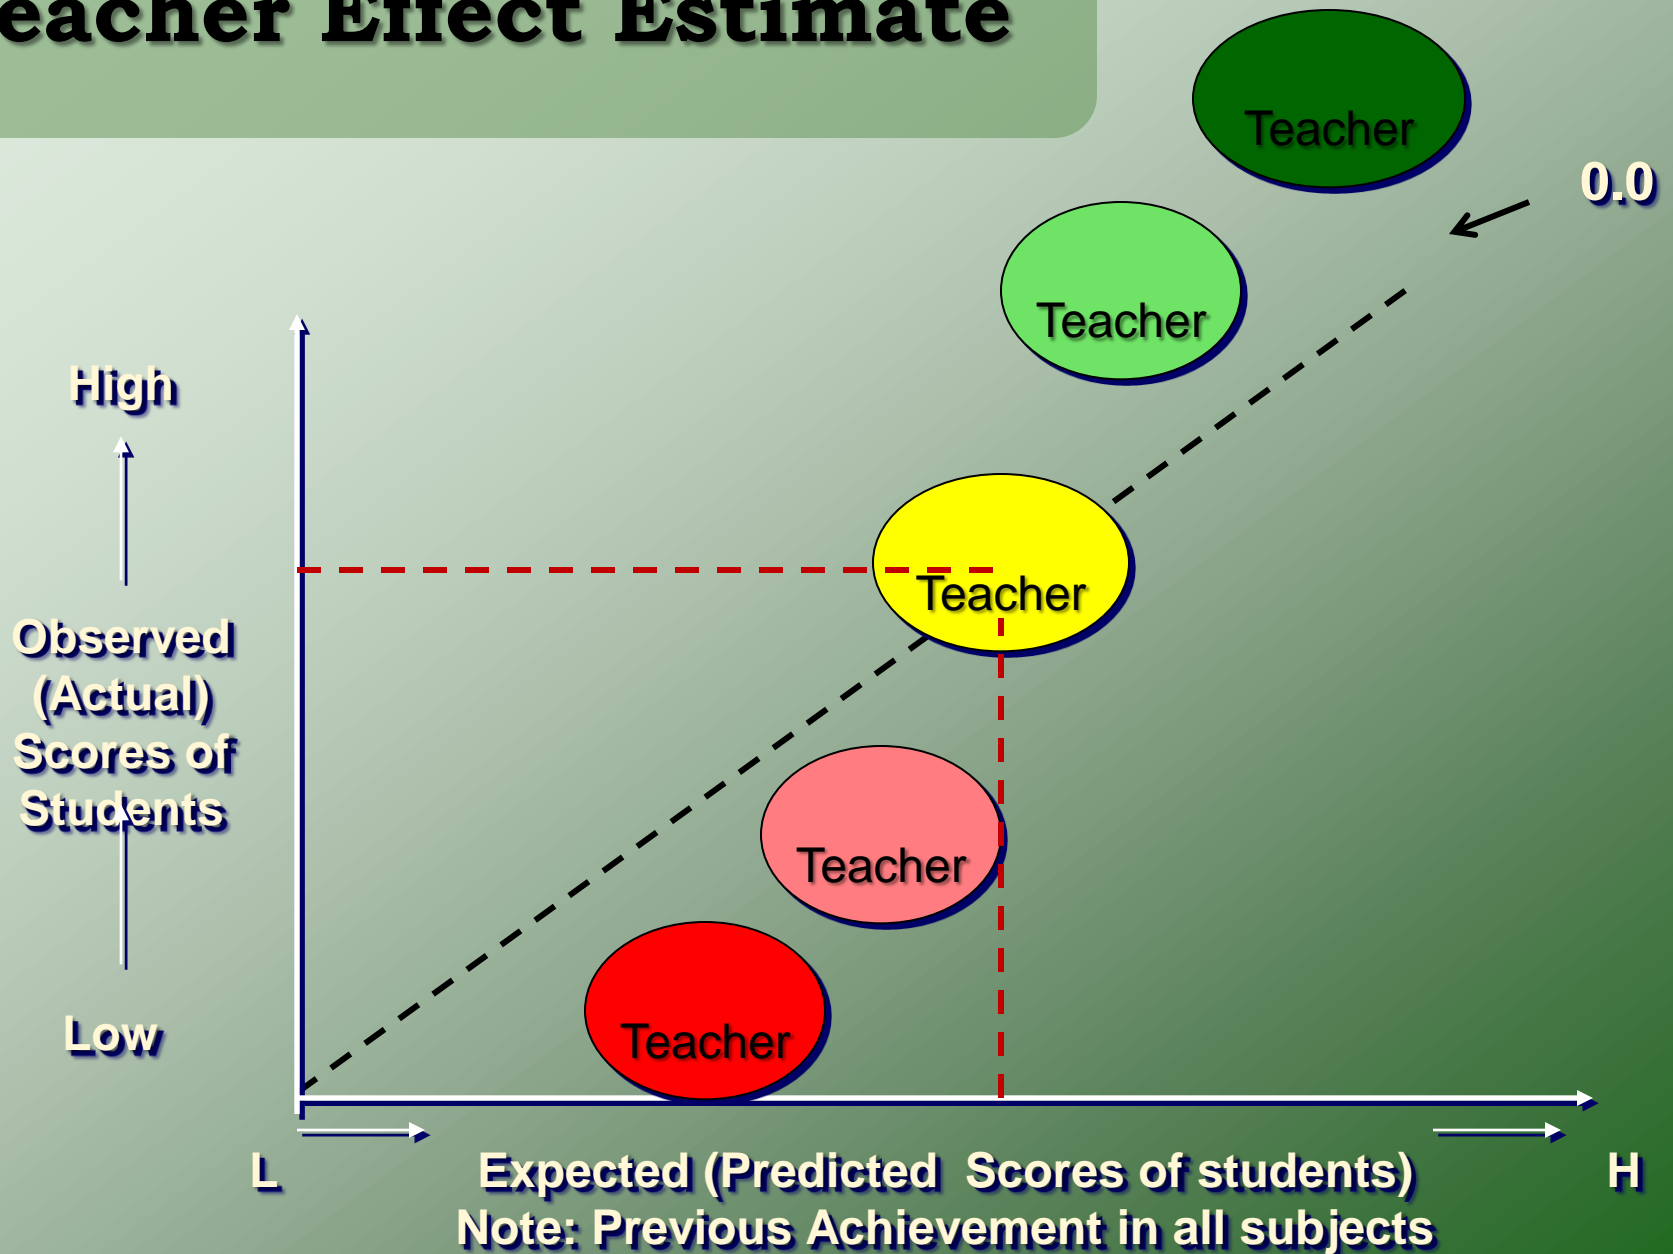 eacher Effect Estimate
Teacher
0.0
Teacher
High
Teacher
Observed
(Actual)
Scores of
Students
Teacher
Low
Teacher
L
Expected (Predicted Scores of students)
H
Note: Previous Achievement in all subjects